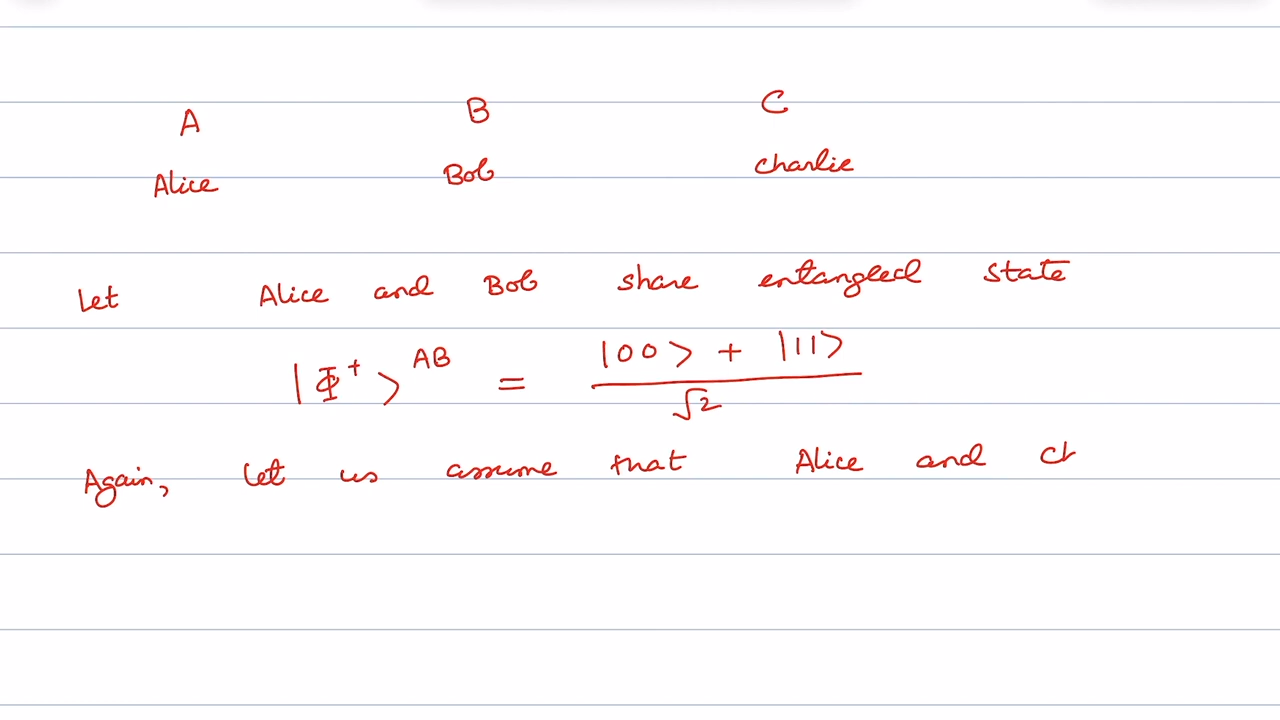 A B C
Alice Bob Charlie
Let Alice and Bob share entangled state
|Φ⁺⟩ᴬᴮ = (|00⟩ + |11⟩)/√2
Again, let us assume that Alice and Ch